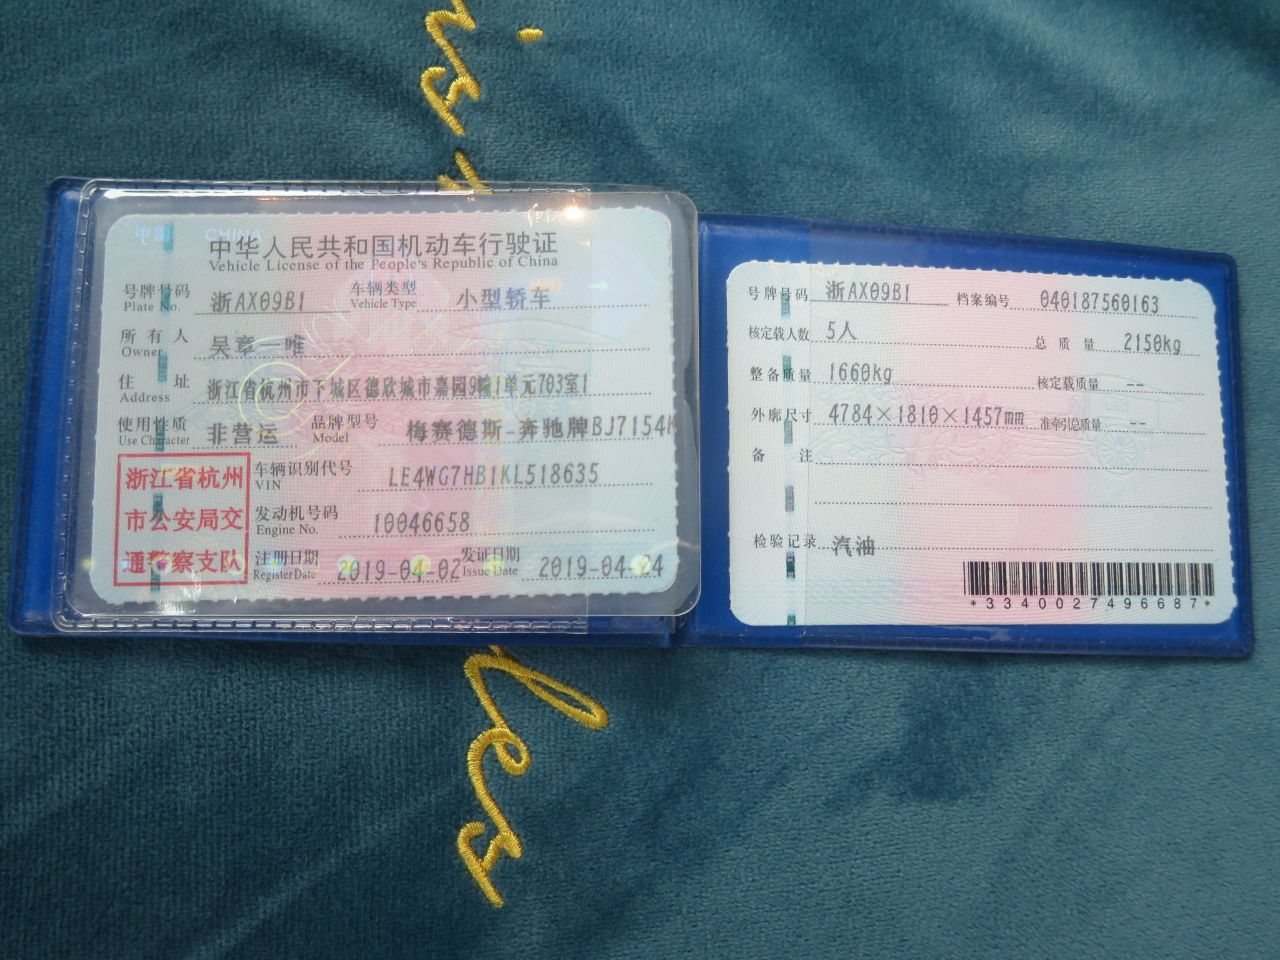 中国 CHINA
中华人民共和国机动车行驶证
Vehicle License of the People's Republic of China
号牌号码 浙AX09B1 车辆类型 小型轿车
Plate No. Vehicle Type
所有人 吴章一唯
Owner
住址 浙江省杭州市下城区德欣城市嘉园9幢1单元703室1
Address
使用性质 非营运 品牌型号 梅赛德斯-奔驰牌BJ7154
Use Character Model
浙江省杭州
市公安局交
通警察支队
车辆识别代号 LE4WG7HB1KL518635
VIN
发动机号码 10046658
Engine No.
注册日期 2019-04-02 发证日期 2019-04-24
Register Date Issue Date
号牌号码 浙AX09B1 档案编号 040187560163
核定载人数 5人 总质量 2150kg
整备质量 1660kg 核定载质量 --
外廓尺寸 4784×1810×1457mm 准牵引总质量 --
备注
检验记录 汽油
*3340027496687*
is
les